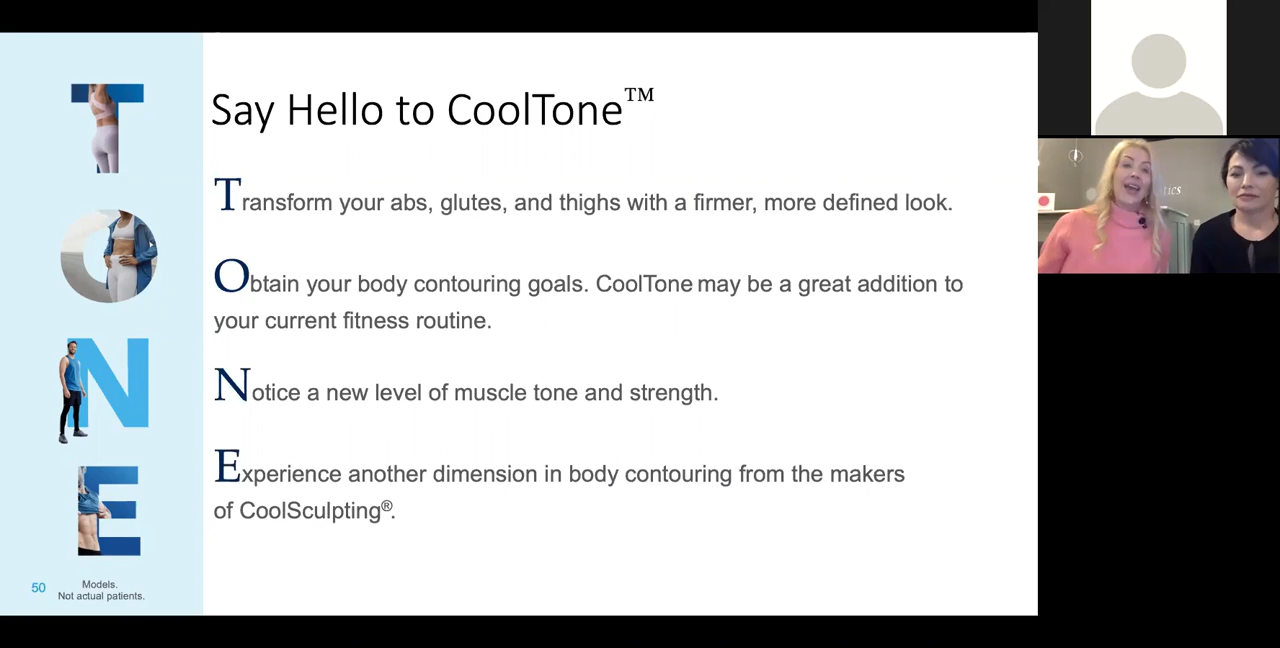 TONE
Say Hello to CoolTone™
Transform your abs, glutes, and thighs with a firmer, more defined look.
Obtain your body contouring goals. CoolTone may be a great addition to
your current fitness routine.
Notice a new level of muscle tone and strength.
Experience another dimension in body contouring from the makers
of CoolSculpting®.
50
Models.
Not actual patients.